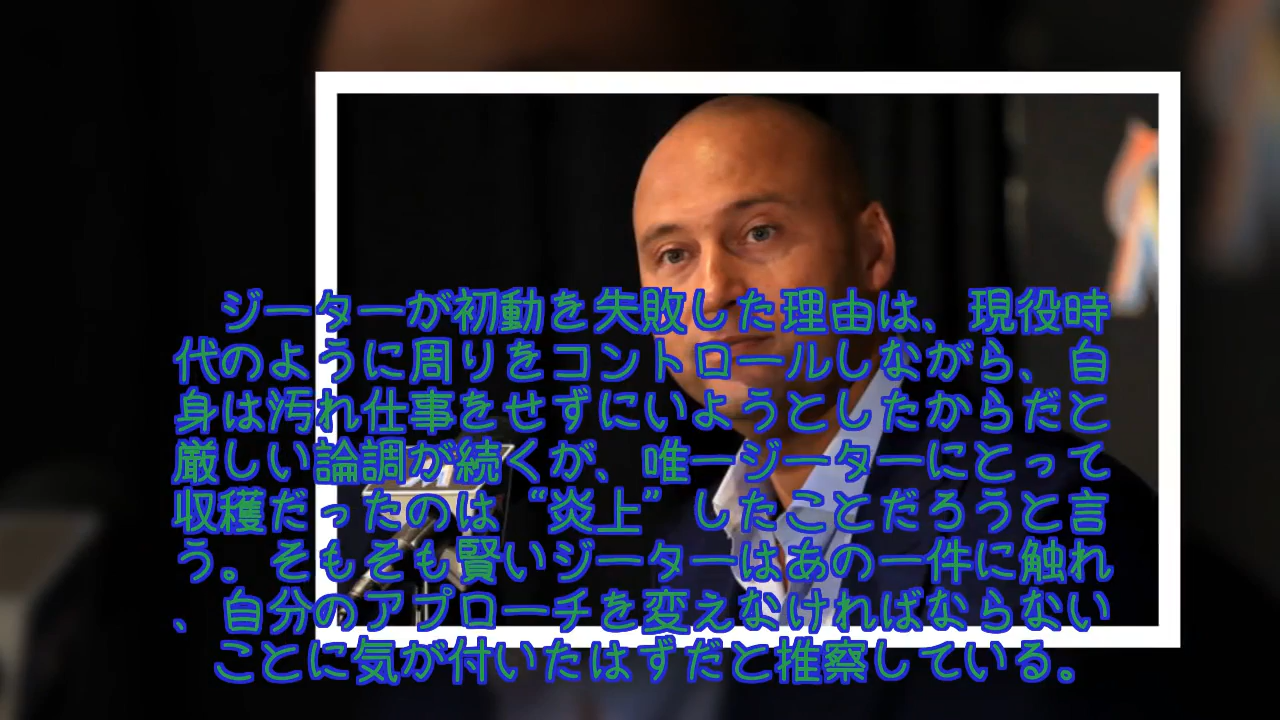 ジーターが初動を失敗した理由は、現役時
代のように周りをコントロールしながら、自
身は汚れ仕事をせずにいようとしたからだと
厳しい論調が続くが、唯一ジーターにとって
収穫だったのは“炎上”したことだろうと言
う。そもそも賢いジーターはあの一件に触れ
、自分のアプローチを変えなければならない
ことに気が付いたはずだと推察している。